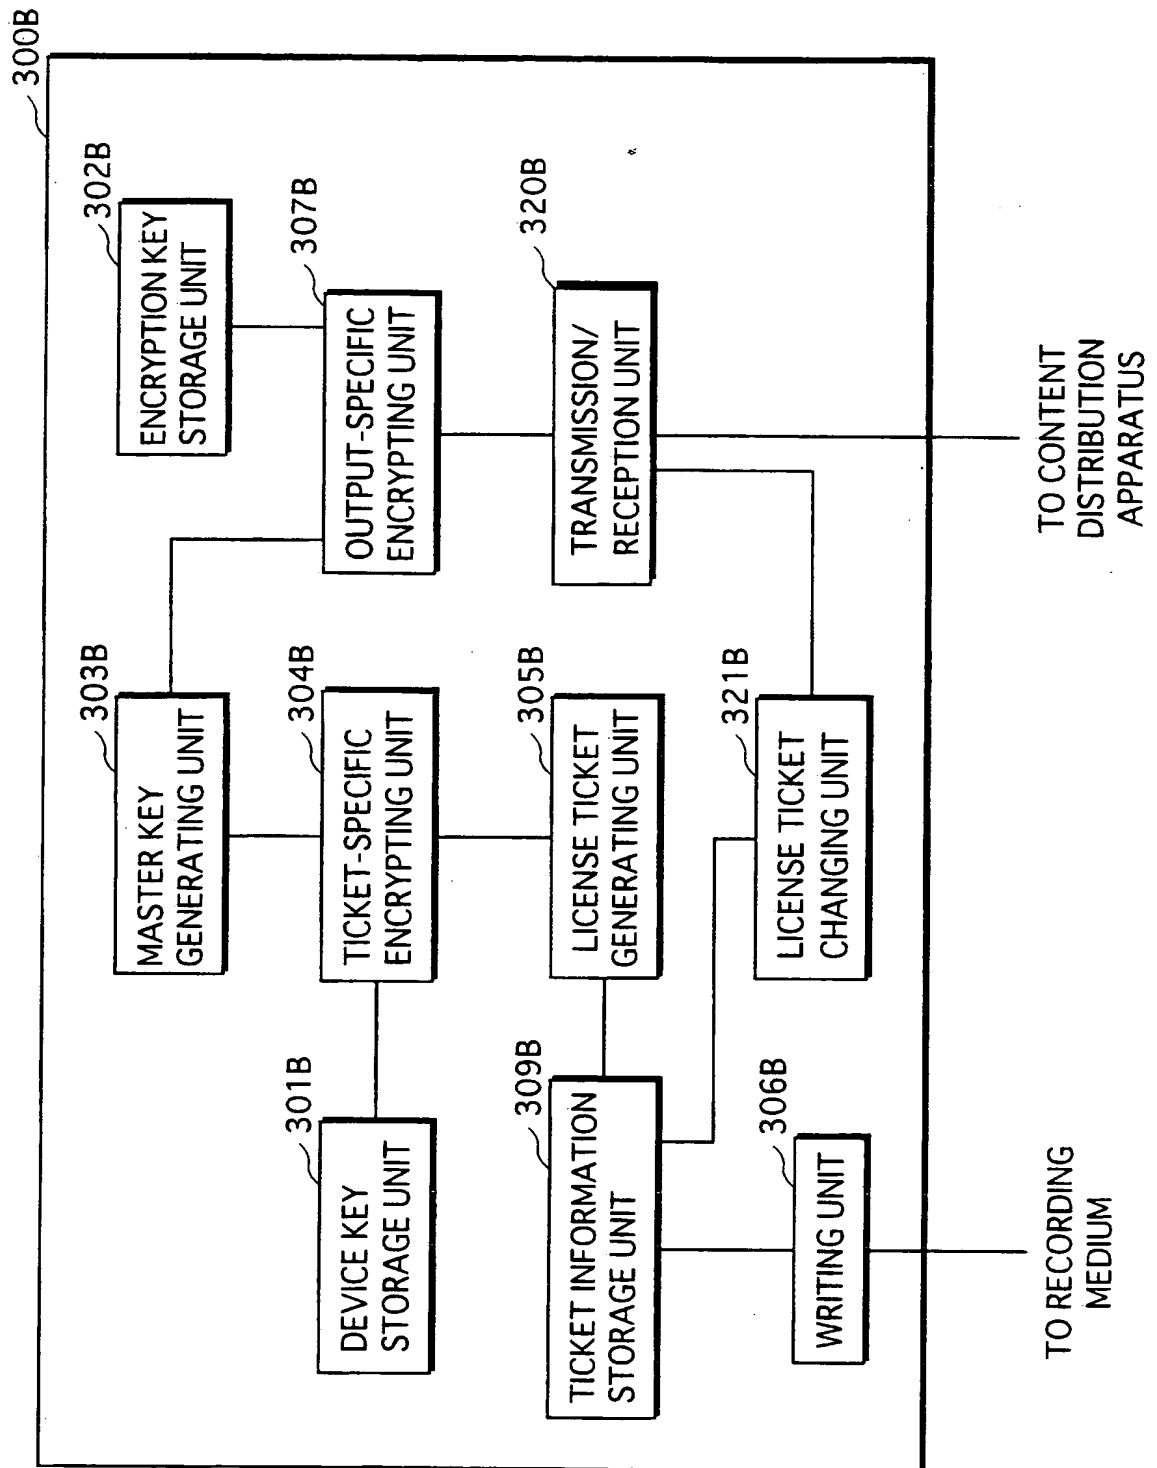 300B
302B
ENCRYPTION KEY
STORAGE UNIT
303B
MASTER KEY
GENERATING UNIT
307B
OUTPUT-SPECIFIC
ENCRYPTING UNIT
304B
TICKET-SPECIFIC
ENCRYPTING UNIT
301B
DEVICE KEY
STORAGE UNIT
320B
TRANSMISSION/
RECEPTION UNIT
305B
LICENSE TICKET
GENERATING UNIT
309B
TICKET INFORMATION
STORAGE UNIT
321B
LICENSE TICKET
CHANGING UNIT
306B
WRITING UNIT
TO RECORDING
MEDIUM
TO CONTENT
DISTRIBUTION
APPARATUS